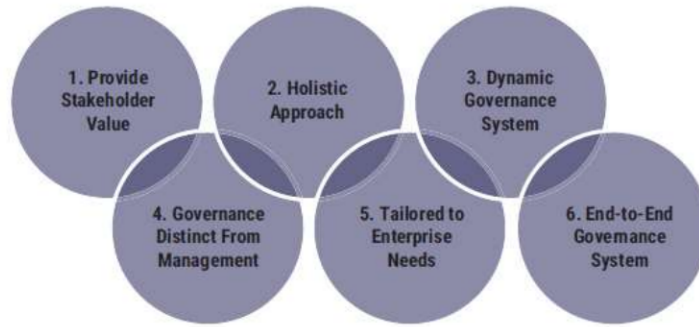 1. Provide
Stakeholder
Value
2. Holistic
Approach
3. Dynamic
Governance
System
4. Governance
Distinct From
Management
5. Tailored to
Enterprise
Needs
6. End-to-End
Governance
System